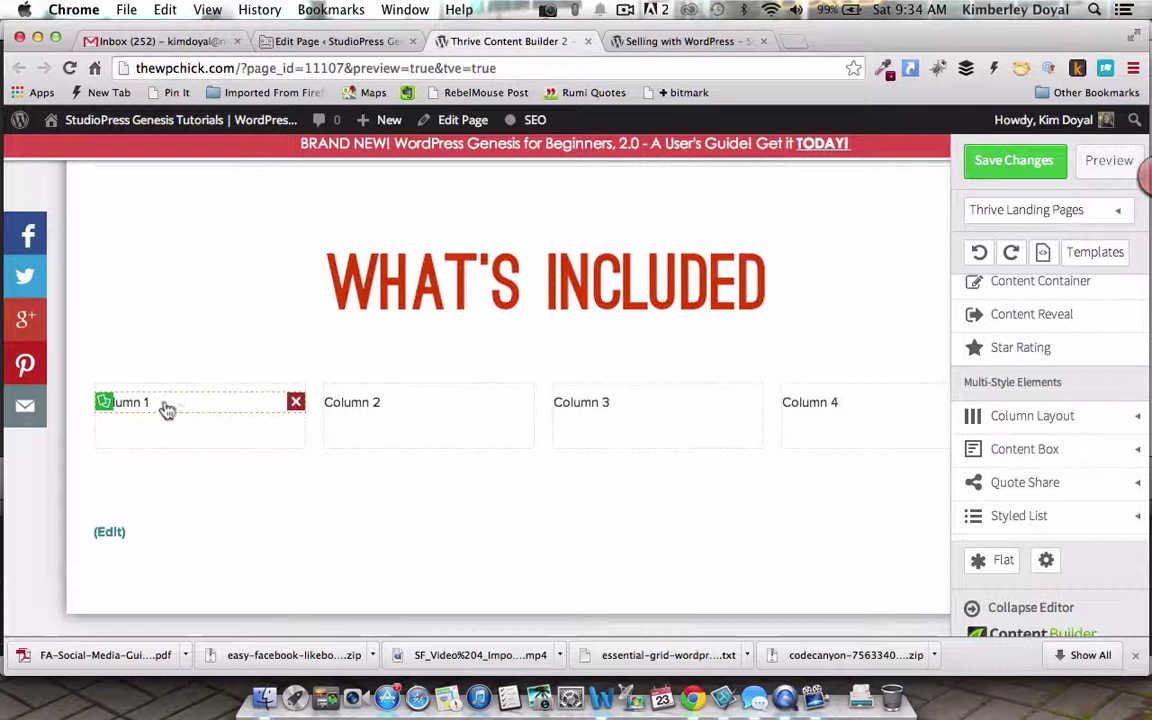 Chrome File Edit View History Bookmarks Window Help 2 99% Sat 9:34 AM Kimberley Doyal
Inbox (252) – kimdoyal@ Edit Page ‹ StudioPress Ge Thrive Content Builder 2 – Selling with WordPress – S
thewpchick.com/?page_id=11107&preview=true&tve=true
Apps New Tab Pin It Imported From Firef Maps RebelMouse Post Rumi Quotes + bitmark Other Bookmarks
StudioPress Genesis Tutorials | WordPress... 0 New Edit Page SEO Howdy, Kim Doyal
BRAND NEW! WordPress Genesis for Beginners, 2.0 - A User's Guide! Get it TODAY!
Save Changes Preview
Thrive Landing Pages
Templates
WHAT'S INCLUDED
Content Container
Content Reveal
Star Rating
Multi-Style Elements
Column Layout
Content Box
Quote Share
Styled List
Flat
Collapse Editor
Content Builder
umn 1 Column 2 Column 3 Column 4
(Edit)
FA-Social-Media-Gui....pdf easy-facebook-likebo....zip SF_Video%204_Impo....mp4 essential-grid-wordpr....txt codecanyon-7563340....zip Show All